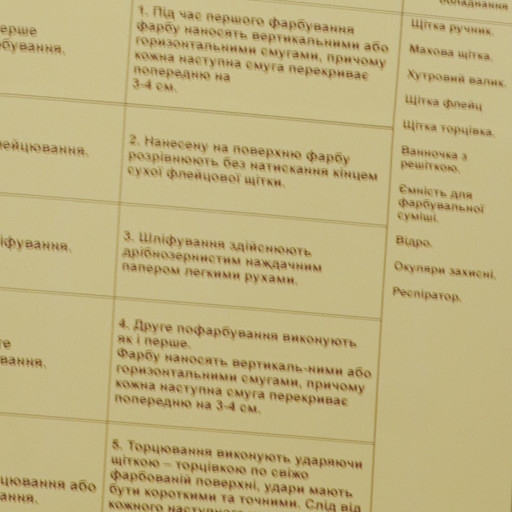 ерше
бування.
1. Під час першого фарбування
фарбу наносять вертикальними або
горизонтальними смугами, причому
кожна наступна смуга перекриває
попередню на
3-4 см.
ейцювання.
2. Нанесену на поверхню фарбу
розрівнюють без натискання кінцем
сухої флейцової щітки.
іфування.
3. Шліфування здійснюють
дрібнозернистим наждачним
папером легкими рухами.
ге
вання.
4. Друге пофарбування виконують
як і перше.
Фарбу наносять вертикаль-ними або
горизонтальними смугами, причому
кожна наступна смуга перекриває
попередню на 3-4 см.
цювання або
ання.
5. Торцювання виконують ударяючи
щіткою – торцівкою по свіжо
фарбованій поверхні, удари мають
бути короткими та точними. Слід від
кожного
обладнання
Щітка ручник.
Махова щітка.
Хутровий валик.
Щітка флейц
Щітка торцівка.
Ванночка з
решіткою.
Ємність для
фарбувальної
суміші.
Відро.
Окуляри захисні.
Респіратор.